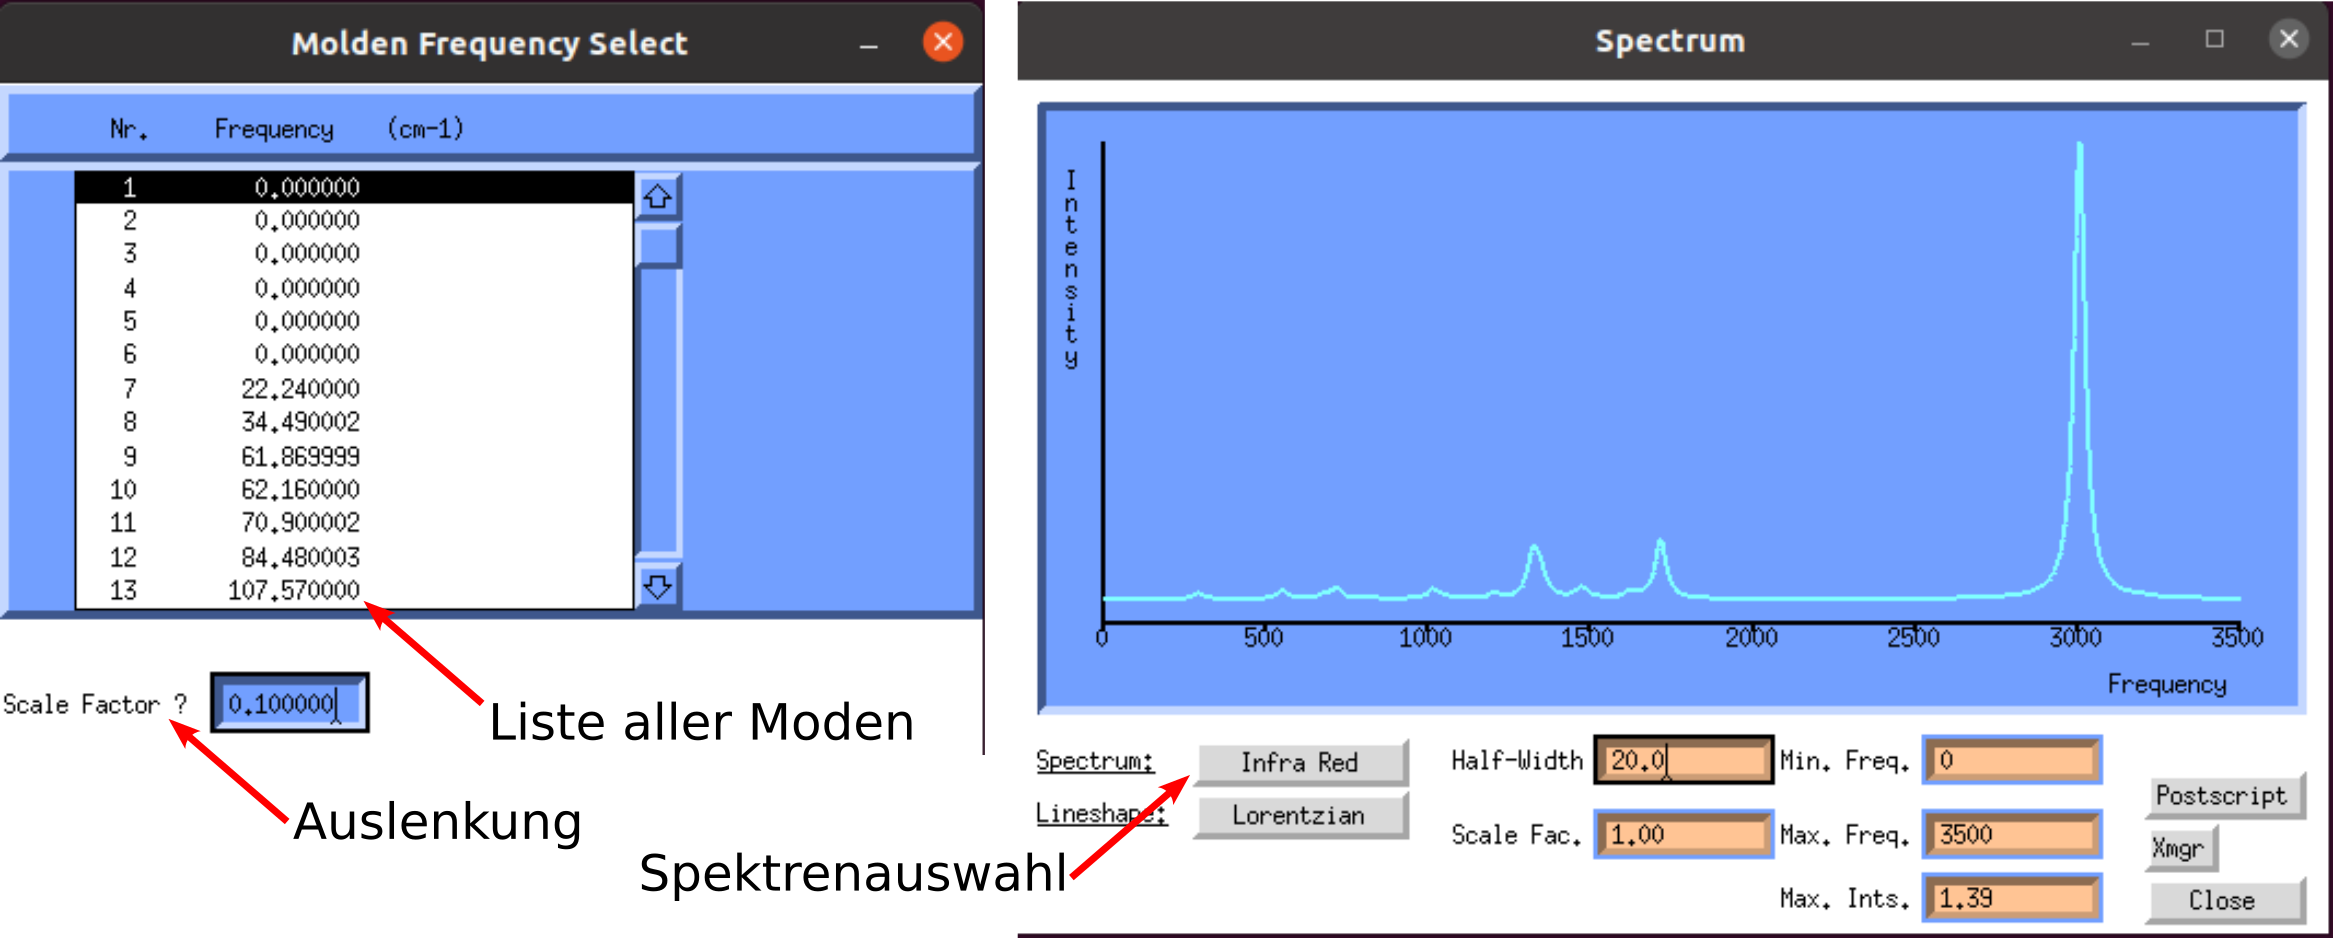 Molden Frequency Select
Nr. Frequency (cm-1)
1 0.000000
2 0.000000
3 0.000000
4 0.000000
5 0.000000
6 0.000000
7 22.240000
8 34.490002
9 61.869999
10 62.160000
11 70.900002
12 84.480003
13 107.570000
Scale Factor ? 0.100000
Liste aller Moden
Auslenkung
Spectrum
Intensity
0 500 1000 1500 2000 2500 3000 3500
Frequency
Spectrum: Infra Red Half-Width 20.0 Min. Freq. 0
Postscript
Lineshape: Lorentzian Scale Fac. 1.00 Max. Freq. 3500
Xmgr
Spektrenauswahl
Max. Ints. 1.39
Close